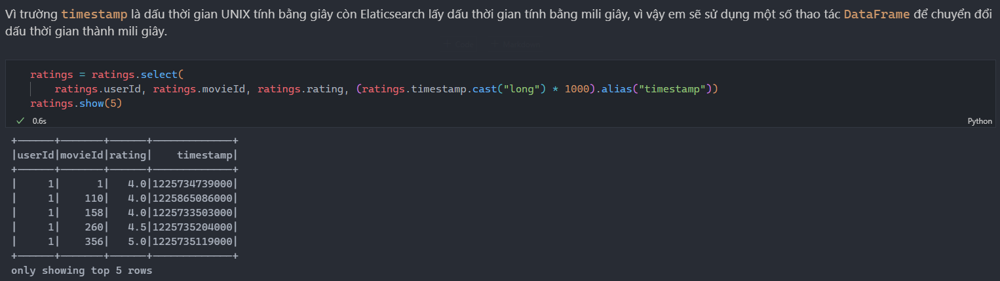 Vì trường timestamp là dấu thời gian UNIX tính bằng giây còn Elaticsearch lấy dấu thời gian tính bằng mili giây, vì vậy em sẽ sử dụng một số thao tác DataFrame để chuyển đổi
dấu thời gian thành mili giây.
ratings = ratings.select(
    ratings.userId, ratings.movieId, ratings.rating, (ratings.timestamp.cast("long") * 1000).alias("timestamp"))
ratings.show(5)
✓ 0.6s
Python
+------+-------+------+-------------+
|userId|movieId|rating|    timestamp|
+------+-------+------+-------------+
|     1|      1|   4.0|1225734739000|
|     1|    110|   4.0|1225865086000|
|     1|    158|   4.0|1225733503000|
|     1|    260|   4.5|1225735204000|
|     1|    356|   5.0|1225735119000|
+------+-------+------+-------------+
only showing top 5 rows